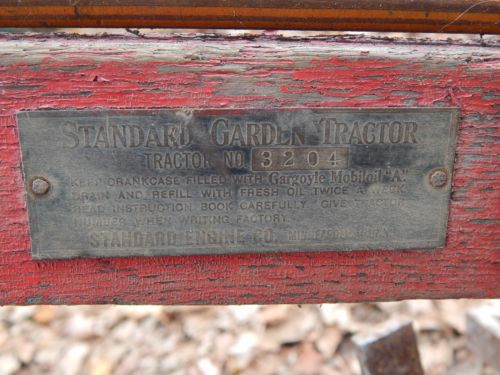 STANDARD GARDEN TRACTOR
TRACTOR NO 3204
KEEP CRANKCASE FILLED WITH Gargoyle Mobiloil "A".
DRAIN AND REFILL WITH FRESH OIL TWICE A WEEK
READ INSTRUCTION BOOK CAREFULLY. GIVE TRACTOR
NUMBER WHEN WRITING FACTORY
STANDARD ENGINE CO.